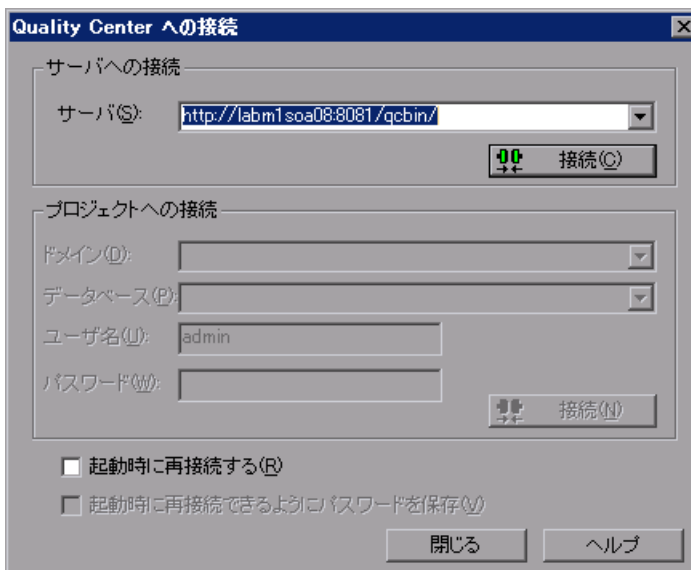 Quality Center への接続
サーバへの接続
サーバ(S): http://labm1soa08:8081/qcbin/
接続(C)
プロジェクトへの接続
ドメイン(D):
データベース(P):
ユーザ名(U): admin
パスワード(W):
接続(N)
起動時に再接続する(R)
起動時に再接続できるようにパスワードを保存(V)
閉じる ヘルプ